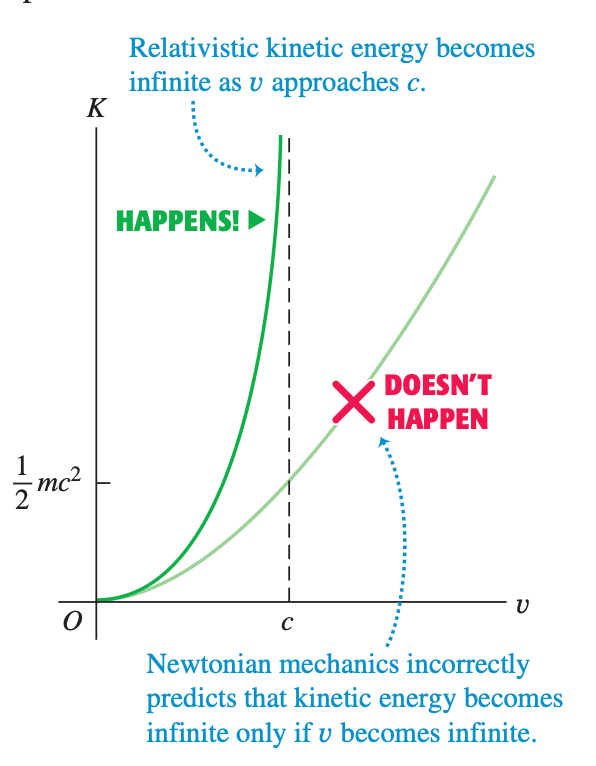 Relativistic kinetic energy becomes
infinite as v approaches c.
K
HAPPENS!
DOESN'T
HAPPEN
1/2 mc²
O
c
v
Newtonian mechanics incorrectly
predicts that kinetic energy becomes
infinite only if v becomes infinite.